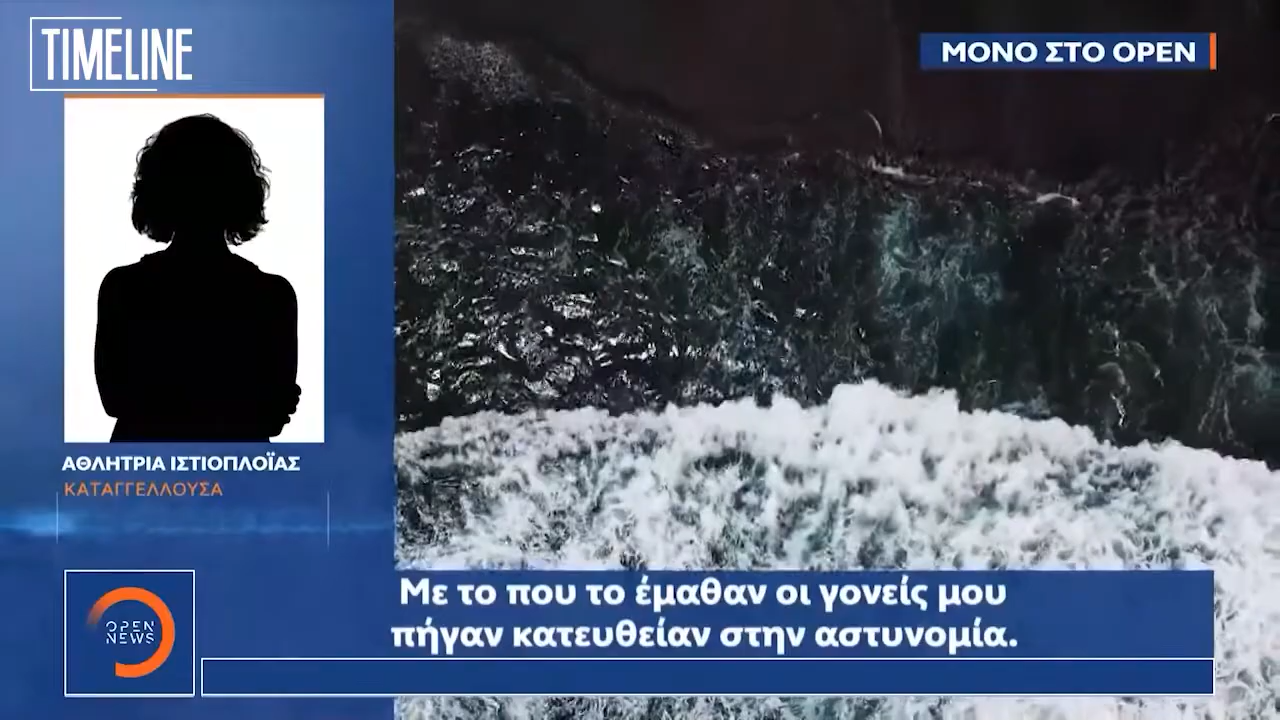 TIMELINE
ΜΟΝΟ ΣΤΟ OPEN
ΑΘΛΗΤΡΙΑ ΙΣΤΙΟΠΛΟΪΑΣ
ΚΑΤΑΓΓΕΛΛΟΥΣΑ
Με το που το έμαθαν οι γονείς μου
πήγαν κατευθείαν στην αστυνομία.
OPEN
NEWS